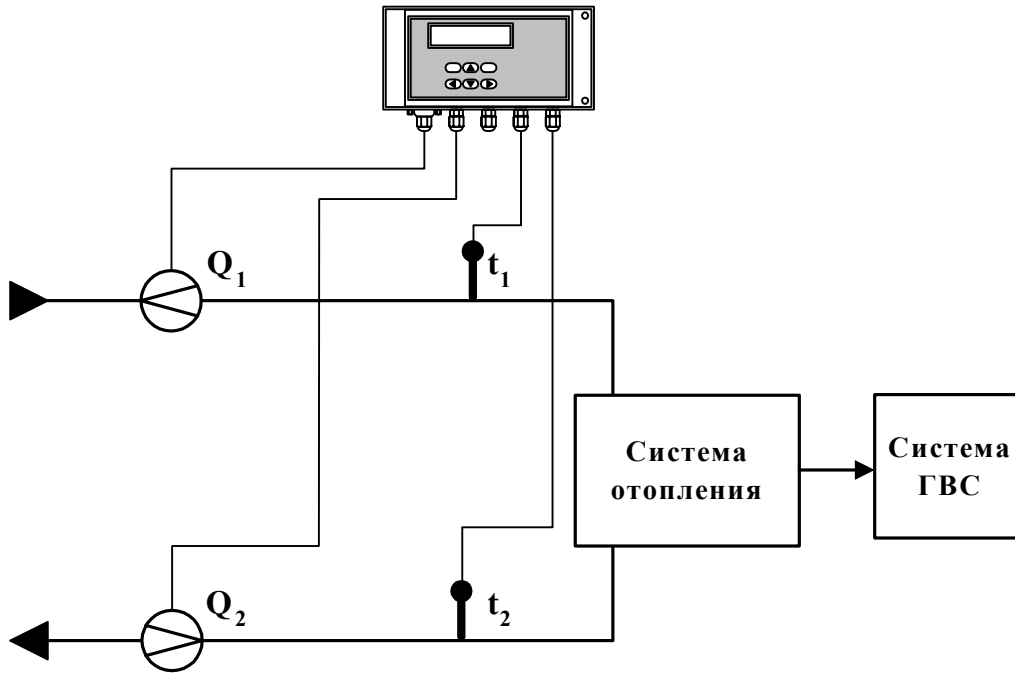 Q₁
t₁
Система
отопления
Система
ГВС
Q₂
t₂